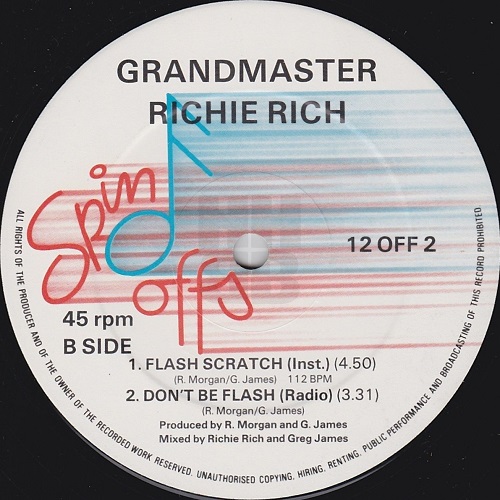 GRANDMASTER
RICHIE RICH
Spin
offs
12 OFF 2
45 rpm
B SIDE
1. FLASH SCRATCH (Inst.) (4.50)
(R. Morgan/G. James) 112 BPM
2. DON'T BE FLASH (Radio) (3.31)
(R. Morgan/G. James)
Produced by R. Morgan and G. James
Mixed by Richie Rich and Greg James
ALL RIGHTS OF THE PRODUCER AND OF THE OWNER OF THE RECORDED WORK RESERVED. UNAUTHORISED COPYING, HIRING, RENTING, PUBLIC PERFORMANCE AND BROADCASTING OF THIS RECORD PROHIBITED